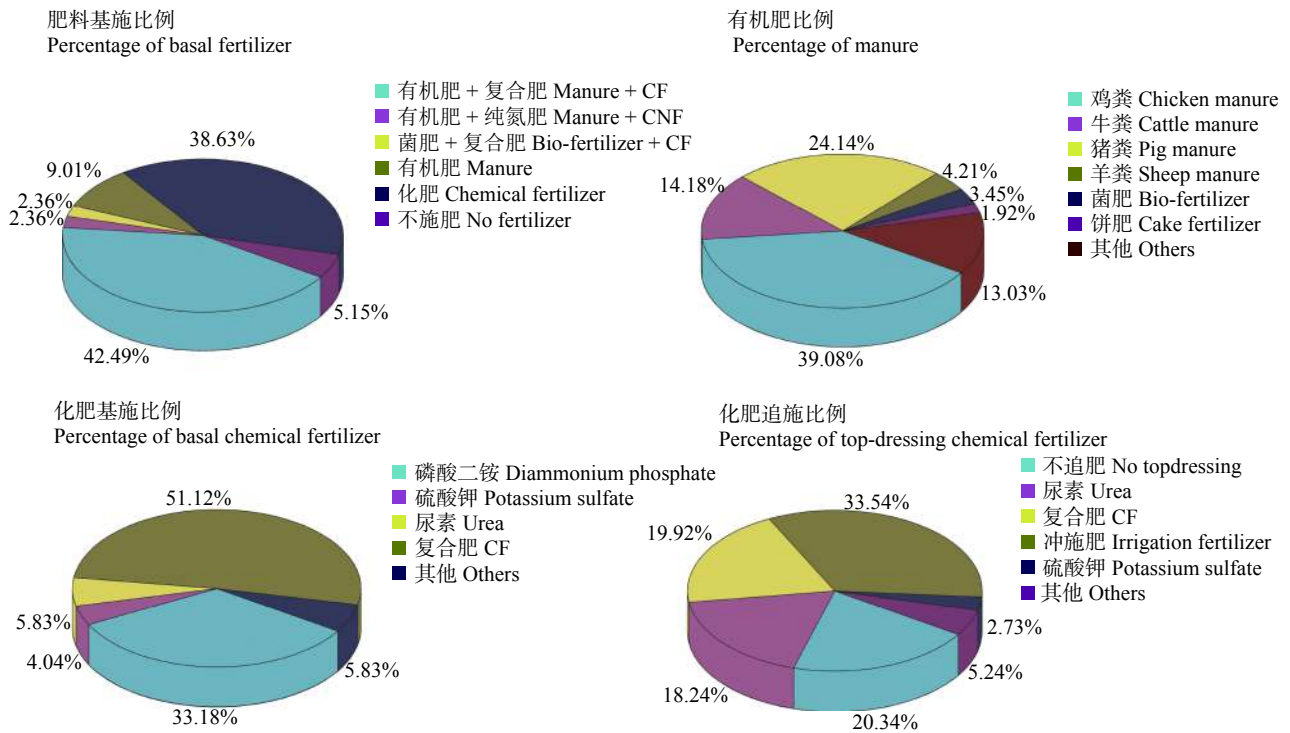 肥料基施比例
Percentage of basal fertilizer
有机肥 + 复合肥 Manure + CF
有机肥 + 纯氮肥 Manure + CNF
菌肥 + 复合肥 Bio-fertilizer + CF
有机肥 Manure
化肥 Chemical fertilizer
不施肥 No fertilizer
38.63%
9.01%
2.36%
2.36%
5.15%
42.49%
有机肥比例
Percentage of manure
鸡粪 Chicken manure
牛粪 Cattle manure
猪粪 Pig manure
羊粪 Sheep manure
菌肥 Bio-fertilizer
饼肥 Cake fertilizer
其他 Others
24.14%
4.21%
14.18%
3.45%
1.92%
13.03%
39.08%
化肥基施比例
Percentage of basal chemical fertilizer
磷酸二铵 Diammonium phosphate
硫酸钾 Potassium sulfate
尿素 Urea
复合肥 CF
其他 Others
51.12%
5.83%
4.04%
5.83%
33.18%
化肥追施比例
Percentage of top-dressing chemical fertilizer
不追肥 No topdressing
尿素 Urea
复合肥 CF
冲施肥 Irrigation fertilizer
硫酸钾 Potassium sulfate
其他 Others
33.54%
19.92%
2.73%
5.24%
18.24%
20.34%